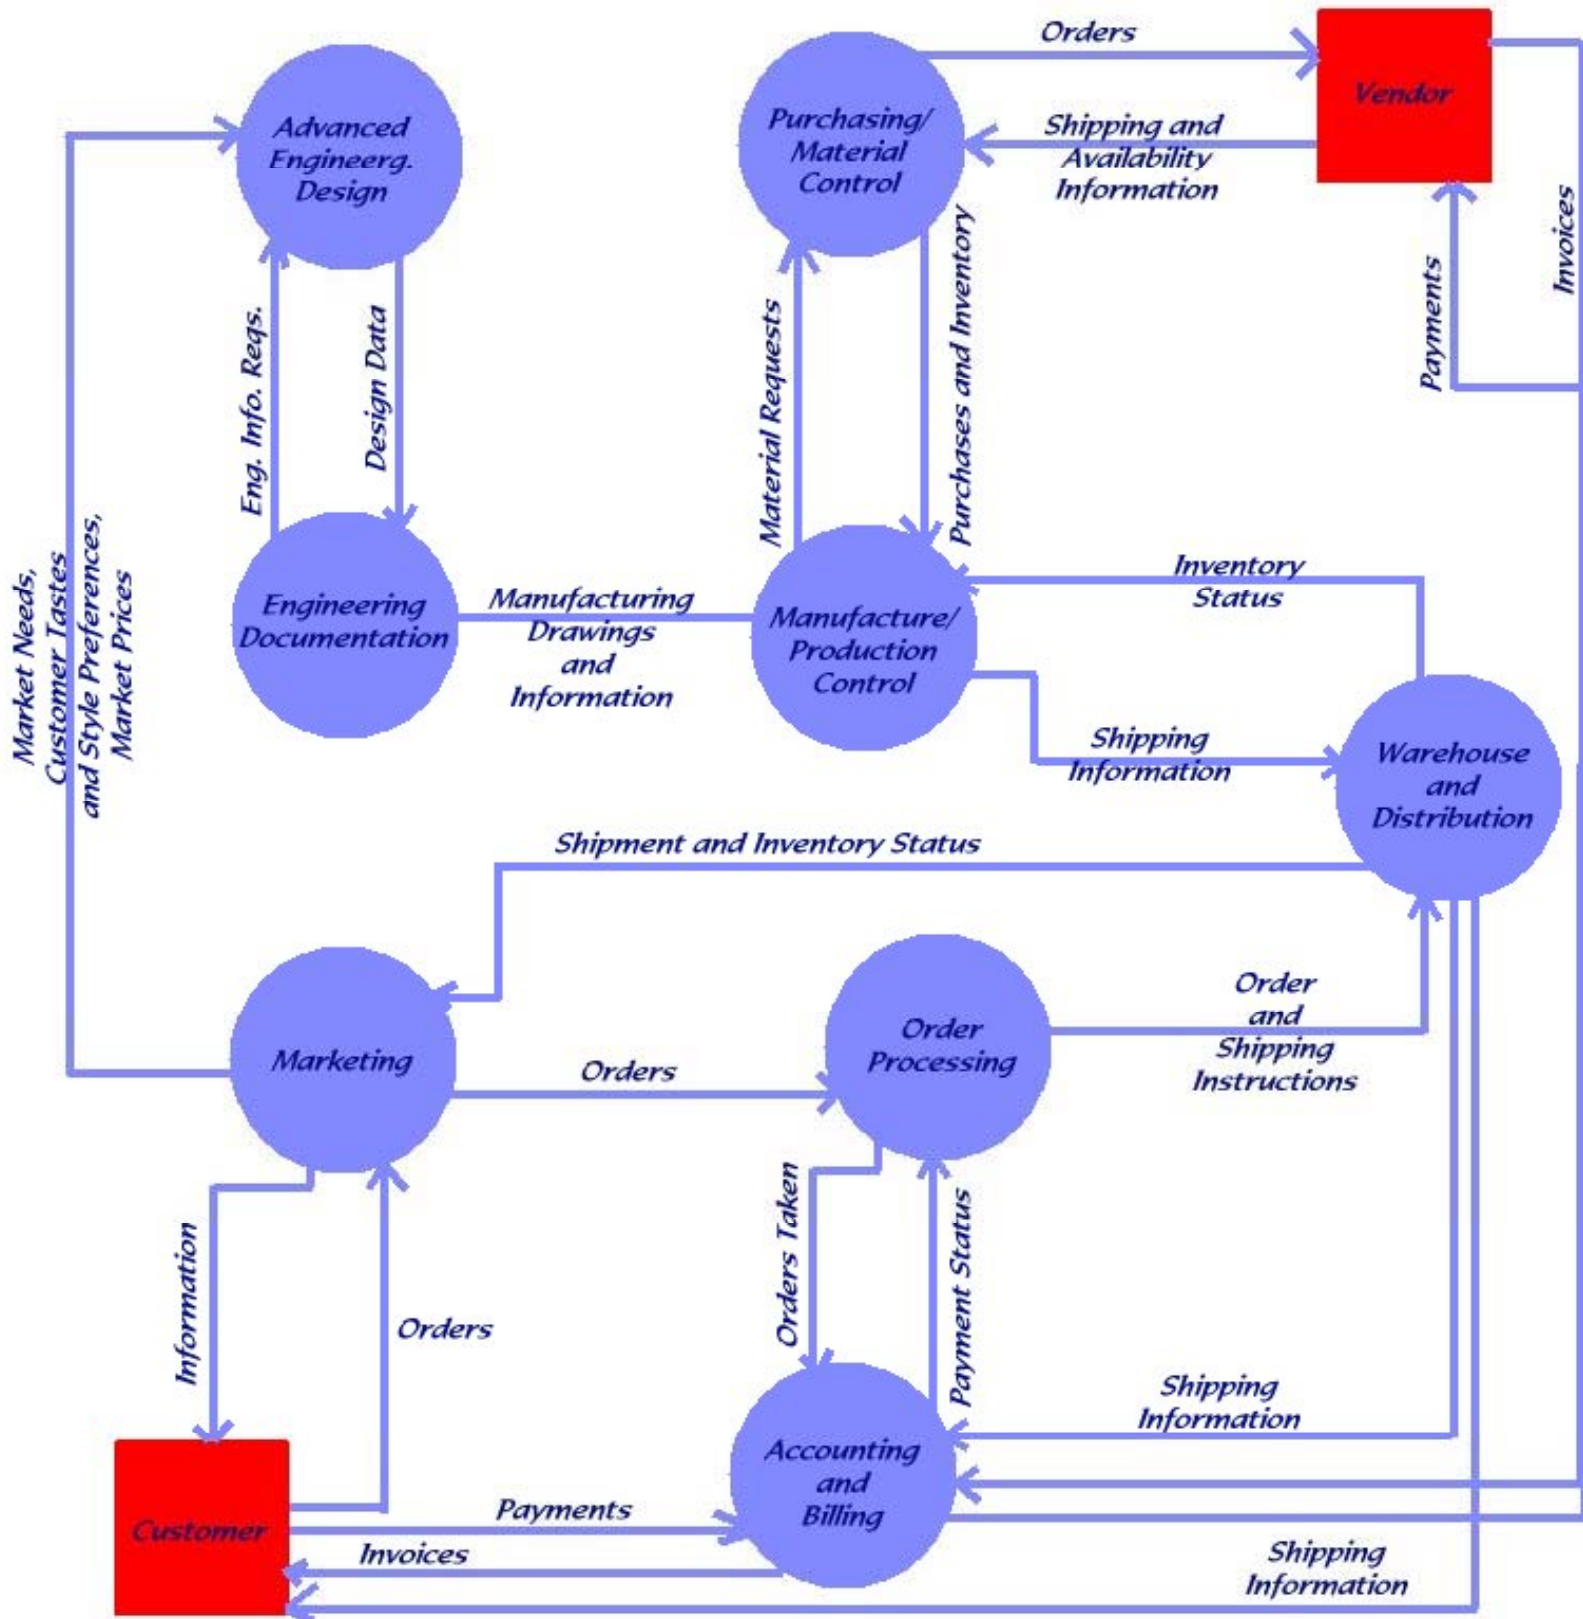 Orders
Vendor
Advanced
Engineerg.
Design
Purchasing/
Material
Control
Shipping and
Availability
Information
Invoices
Payments
Eng. Info. Reqs.
Design Data
Material Requests
Purchases and Inventory
Market Needs,
Customer Tastes
and Style Preferences,
Market Prices
Engineering
Documentation
Manufacturing
Drawings
and
Information
Manufacture/
Production
Control
Inventory
Status
Shipping
Information
Warehouse
and
Distribution
Shipment and Inventory Status
Marketing
Orders
Order
Processing
Order
and
Shipping
Instructions
Information
Orders
Orders Taken
Payment Status
Shipping
Information
Accounting
and
Billing
Customer
Payments
Invoices
Shipping
Information